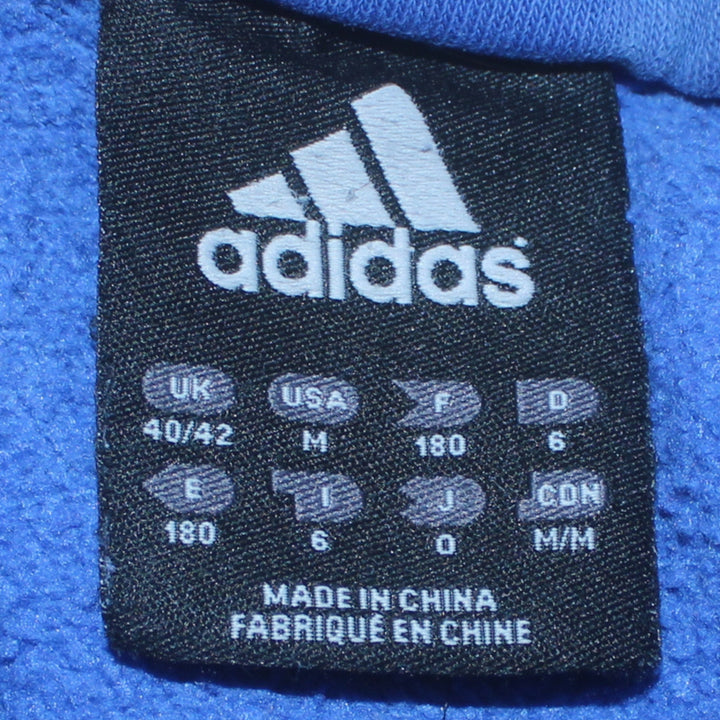 adidas
UK USA F D
40/42 M 180 6
E I J CDN
180 6 O M/M
MADE IN CHINA
FABRIQUÉ EN CHINE